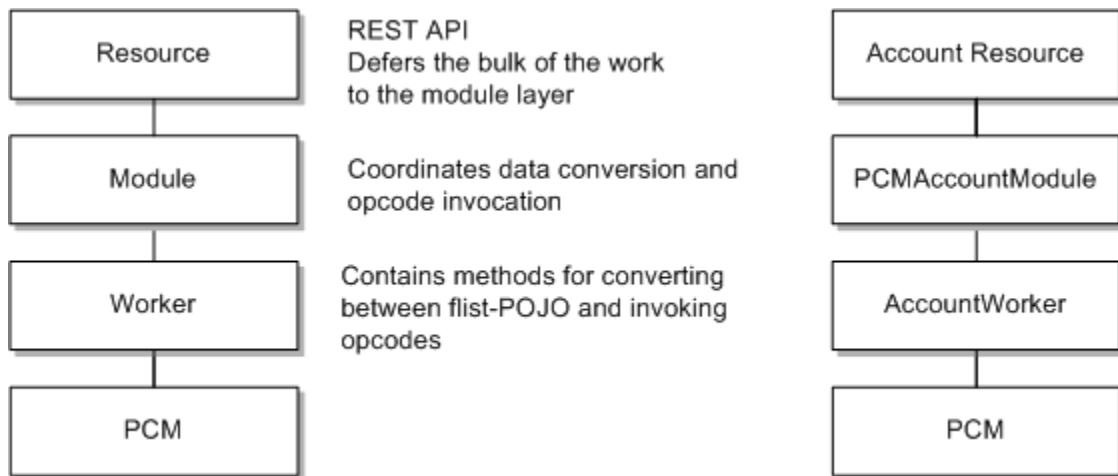 Resource
REST API
Defers the bulk of the work
to the module layer
Account Resource
Module
Coordinates data conversion and
opcode invocation
PCMAccountModule
Worker
Contains methods for converting
between flist-POJO and invoking
opcodes
AccountWorker
PCM
PCM